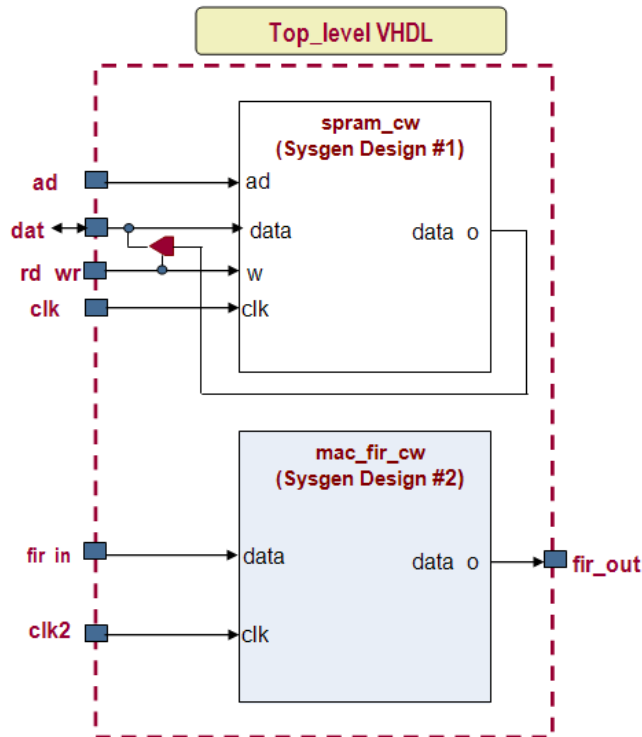 Top_level VHDL
spram_cw
(Sysgen Design #1)
ad
ad
dat
data
data o
rd wr
w
clk
clk
mac_fir_cw
(Sysgen Design #2)
fir in
data
data o
fir_out
clk2
clk